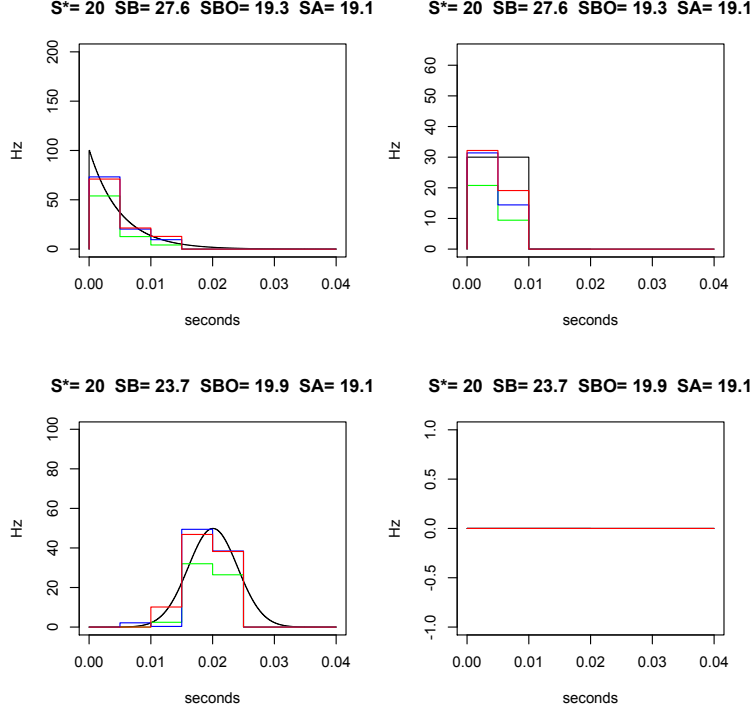 S*= 20 SB= 27.6 SBO= 19.3 SA= 19.1
200
150
100
50
0
Hz
0.00 0.01 0.02 0.03 0.04
seconds
S*= 20 SB= 27.6 SBO= 19.3 SA= 19.1
60
50
40
30
20
10
0
Hz
0.00 0.01 0.02 0.03 0.04
seconds
S*= 20 SB= 23.7 SBO= 19.9 SA= 19.1
100
80
60
40
20
0
Hz
0.00 0.01 0.02 0.03 0.04
seconds
S*= 20 SB= 23.7 SBO= 19.9 SA= 19.1
1.0
0.5
0.0
-0.5
-1.0
Hz
0.00 0.01 0.02 0.03 0.04
seconds